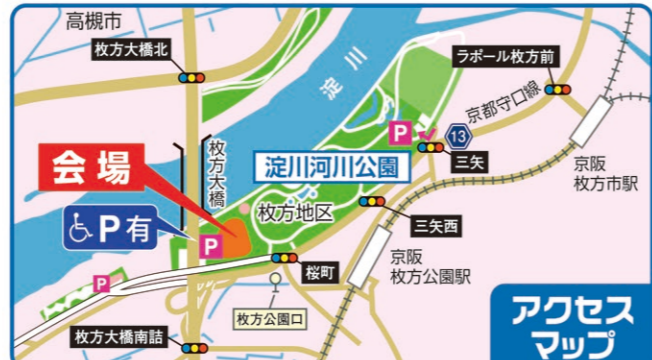 高槻市
枚方大橋北
淀川
ラポール枚方前
京都守口線
P
13
三矢
会場
枚方大橋
淀川河川公園
京阪
枚方市駅
P有
P
枚方地区
三矢西
桜町
京阪
枚方公園駅
P
枚方公園口
枚方大橋南詰
アクセス
マップ